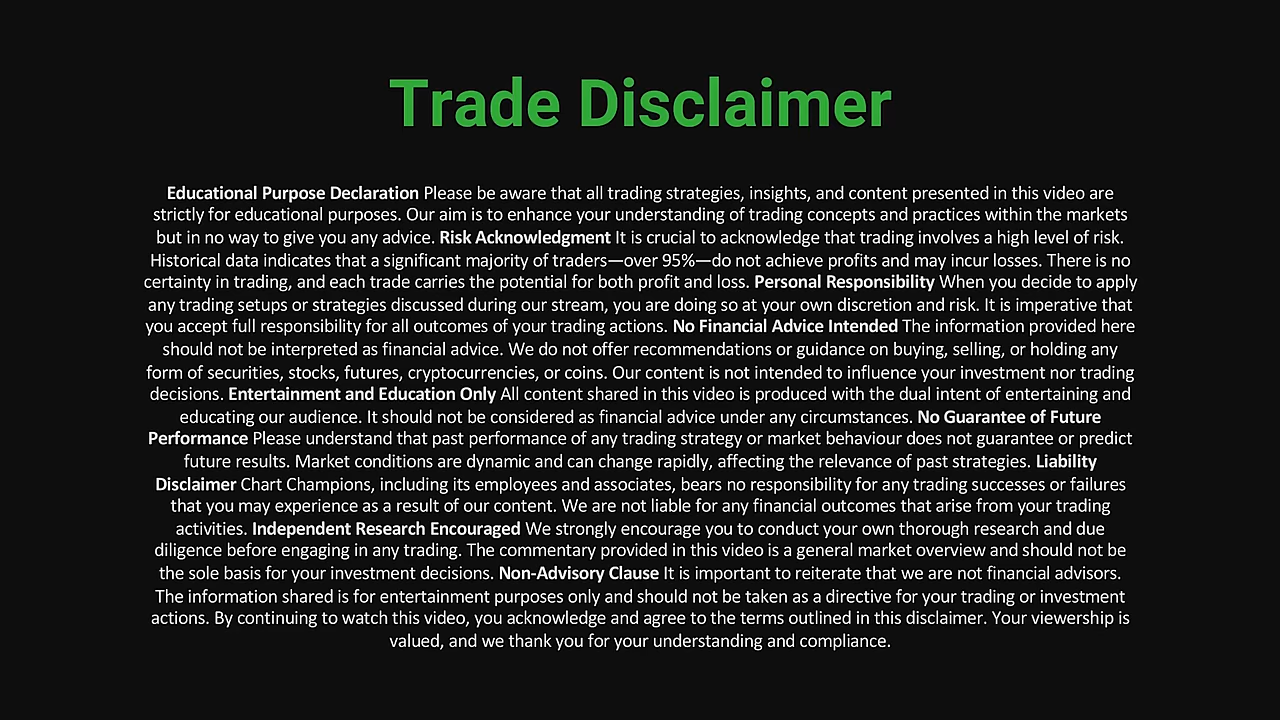 Trade Disclaimer
Educational Purpose Declaration Please be aware that all trading strategies, insights, and content presented in this video are
strictly for educational purposes. Our aim is to enhance your understanding of trading concepts and practices within the markets
but in no way to give you any advice. Risk Acknowledgment It is crucial to acknowledge that trading involves a high level of risk.
Historical data indicates that a significant majority of traders—over 95%—do not achieve profits and may incur losses. There is no
certainty in trading, and each trade carries the potential for both profit and loss. Personal Responsibility When you decide to apply
any trading setups or strategies discussed during our stream, you are doing so at your own discretion and risk. It is imperative that
you accept full responsibility for all outcomes of your trading actions. No Financial Advice Intended The information provided here
should not be interpreted as financial advice. We do not offer recommendations or guidance on buying, selling, or holding any
form of securities, stocks, futures, cryptocurrencies, or coins. Our content is not intended to influence your investment nor trading
decisions. Entertainment and Education Only All content shared in this video is produced with the dual intent of entertaining and
educating our audience. It should not be considered as financial advice under any circumstances. No Guarantee of Future
Performance Please understand that past performance of any trading strategy or market behaviour does not guarantee or predict
future results. Market conditions are dynamic and can change rapidly, affecting the relevance of past strategies. Liability
Disclaimer Chart Champions, including its employees and associates, bears no responsibility for any trading successes or failures
that you may experience as a result of our content. We are not liable for any financial outcomes that arise from your trading
activities. Independent Research Encouraged We strongly encourage you to conduct your own thorough research and due
diligence before engaging in any trading. The commentary provided in this video is a general market overview and should not be
the sole basis for your investment decisions. Non-Advisory Clause It is important to reiterate that we are not financial advisors.
The information shared is for entertainment purposes only and should not be taken as a directive for your trading or investment
actions. By continuing to watch this video, you acknowledge and agree to the terms outlined in this disclaimer. Your viewership is
valued, and we thank you for your understanding and compliance.